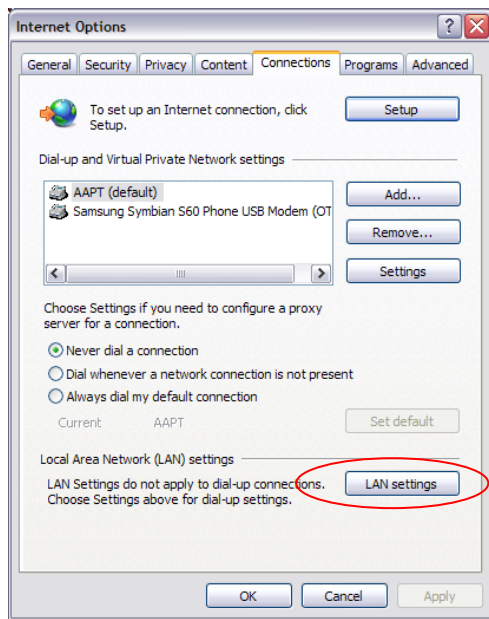 Internet Options
General Security Privacy Content Connections Programs Advanced
To set up an Internet connection, click
Setup.
Setup
Dial-up and Virtual Private Network settings
AAPT (default)
Samsung Symbian S60 Phone USB Modem (OT
Add...
Remove...
Settings
Choose Settings if you need to configure a proxy
server for a connection.
Never dial a connection
Dial whenever a network connection is not present
Always dial my default connection
Current AAPT Set default
Local Area Network (LAN) settings
LAN Settings do not apply to dial-up connections.
Choose Settings above for dial-up settings.
LAN settings
OK Cancel Apply